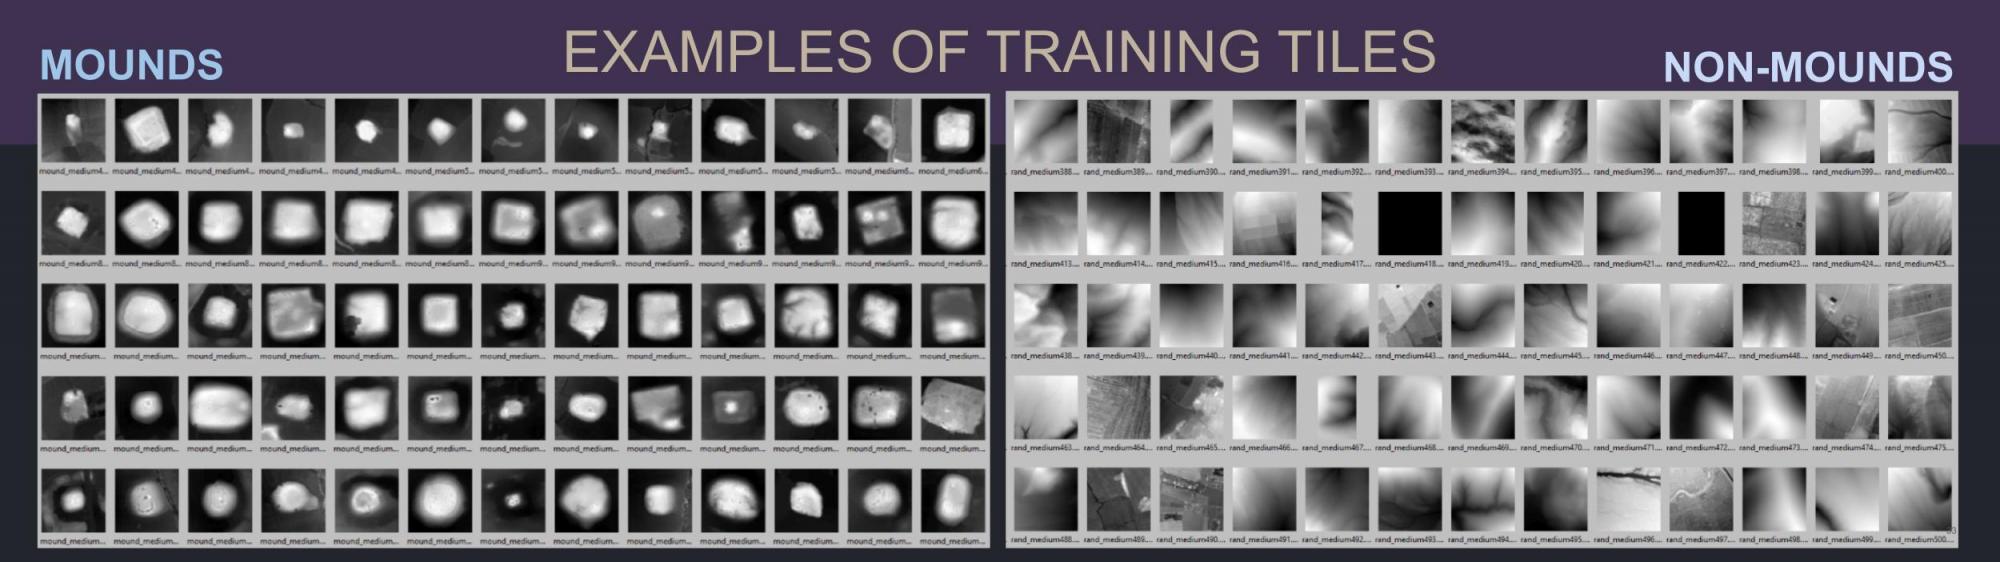 MOUNDS
EXAMPLES OF TRAINING TILES
NON-MOUNDS
mound_medium4... mound_medium4... mound_medium4... mound_medium4... mound_medium4... mound_medium5... mound_medium5... mound_medium5... mound_medium5... mound_medium5... mound_medium6... mound_medium6... mound_medium6...
rand_medium388.... rand_medium389.... rand_medium390.... rand_medium391.... rand_medium392.... rand_medium393.... rand_medium394.... rand_medium395.... rand_medium396.... rand_medium397.... rand_medium398.... rand_medium399.... rand_medium400....
mound_medium8... mound_medium8... mound_medium8... mound_medium8... mound_medium8... mound_medium8... mound_medium9... mound_medium9... mound_medium9... mound_medium9... mound_medium9... mound_medium9... mound_medium9...
rand_medium413.... rand_medium414.... rand_medium415.... rand_medium416.... rand_medium417.... rand_medium418.... rand_medium419.... rand_medium420.... rand_medium421.... rand_medium422.... rand_medium423.... rand_medium424.... rand_medium425....
mound_medium... mound_medium... mound_medium... mound_medium... mound_medium... mound_medium... mound_medium... mound_medium... mound_medium... mound_medium... mound_medium... mound_medium... mound_medium...
rand_medium438.... rand_medium439.... rand_medium440.... rand_medium441.... rand_medium442.... rand_medium443.... rand_medium444.... rand_medium445.... rand_medium446.... rand_medium447.... rand_medium448.... rand_medium449.... rand_medium450....
mound_medium... mound_medium... mound_medium... mound_medium... mound_medium... mound_medium... mound_medium... mound_medium... mound_medium... mound_medium... mound_medium... mound_medium... mound_medium...
rand_medium463.... rand_medium464.... rand_medium465.... rand_medium466.... rand_medium467.... rand_medium468.... rand_medium469.... rand_medium470.... rand_medium471.... rand_medium472.... rand_medium473.... rand_medium474.... rand_medium475....
mound_medium... mound_medium... mound_medium... mound_medium... mound_medium... mound_medium... mound_medium... mound_medium... mound_medium... mound_medium... mound_medium... mound_medium... mound_medium...
rand_medium488.... rand_medium489.... rand_medium490.... rand_medium491.... rand_medium492.... rand_medium493.... rand_medium494.... rand_medium495.... rand_medium496.... rand_medium497.... rand_medium498.... rand_medium499.... rand_medium500....